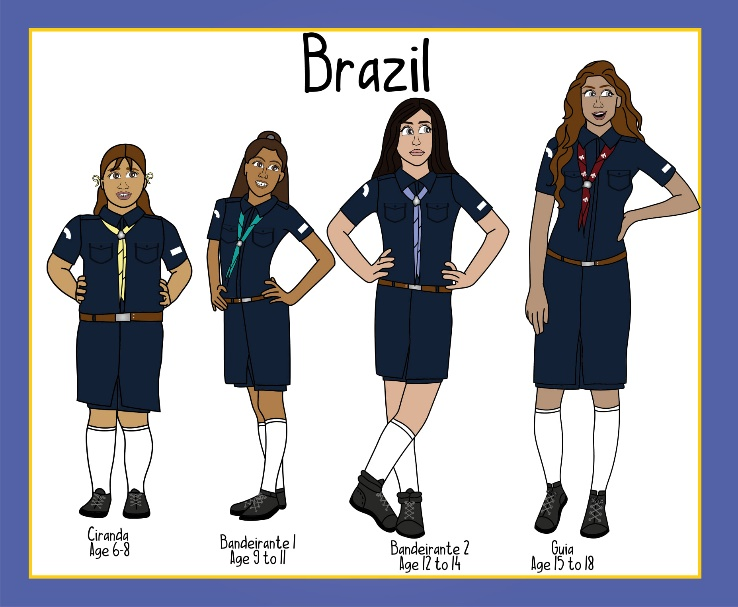 Brazil
Ciranda
Age 6-8
Bandeirante 1
Age 9 to 11
Bandeirante 2
Age 12 to 14
Guia
Age 15 to 18